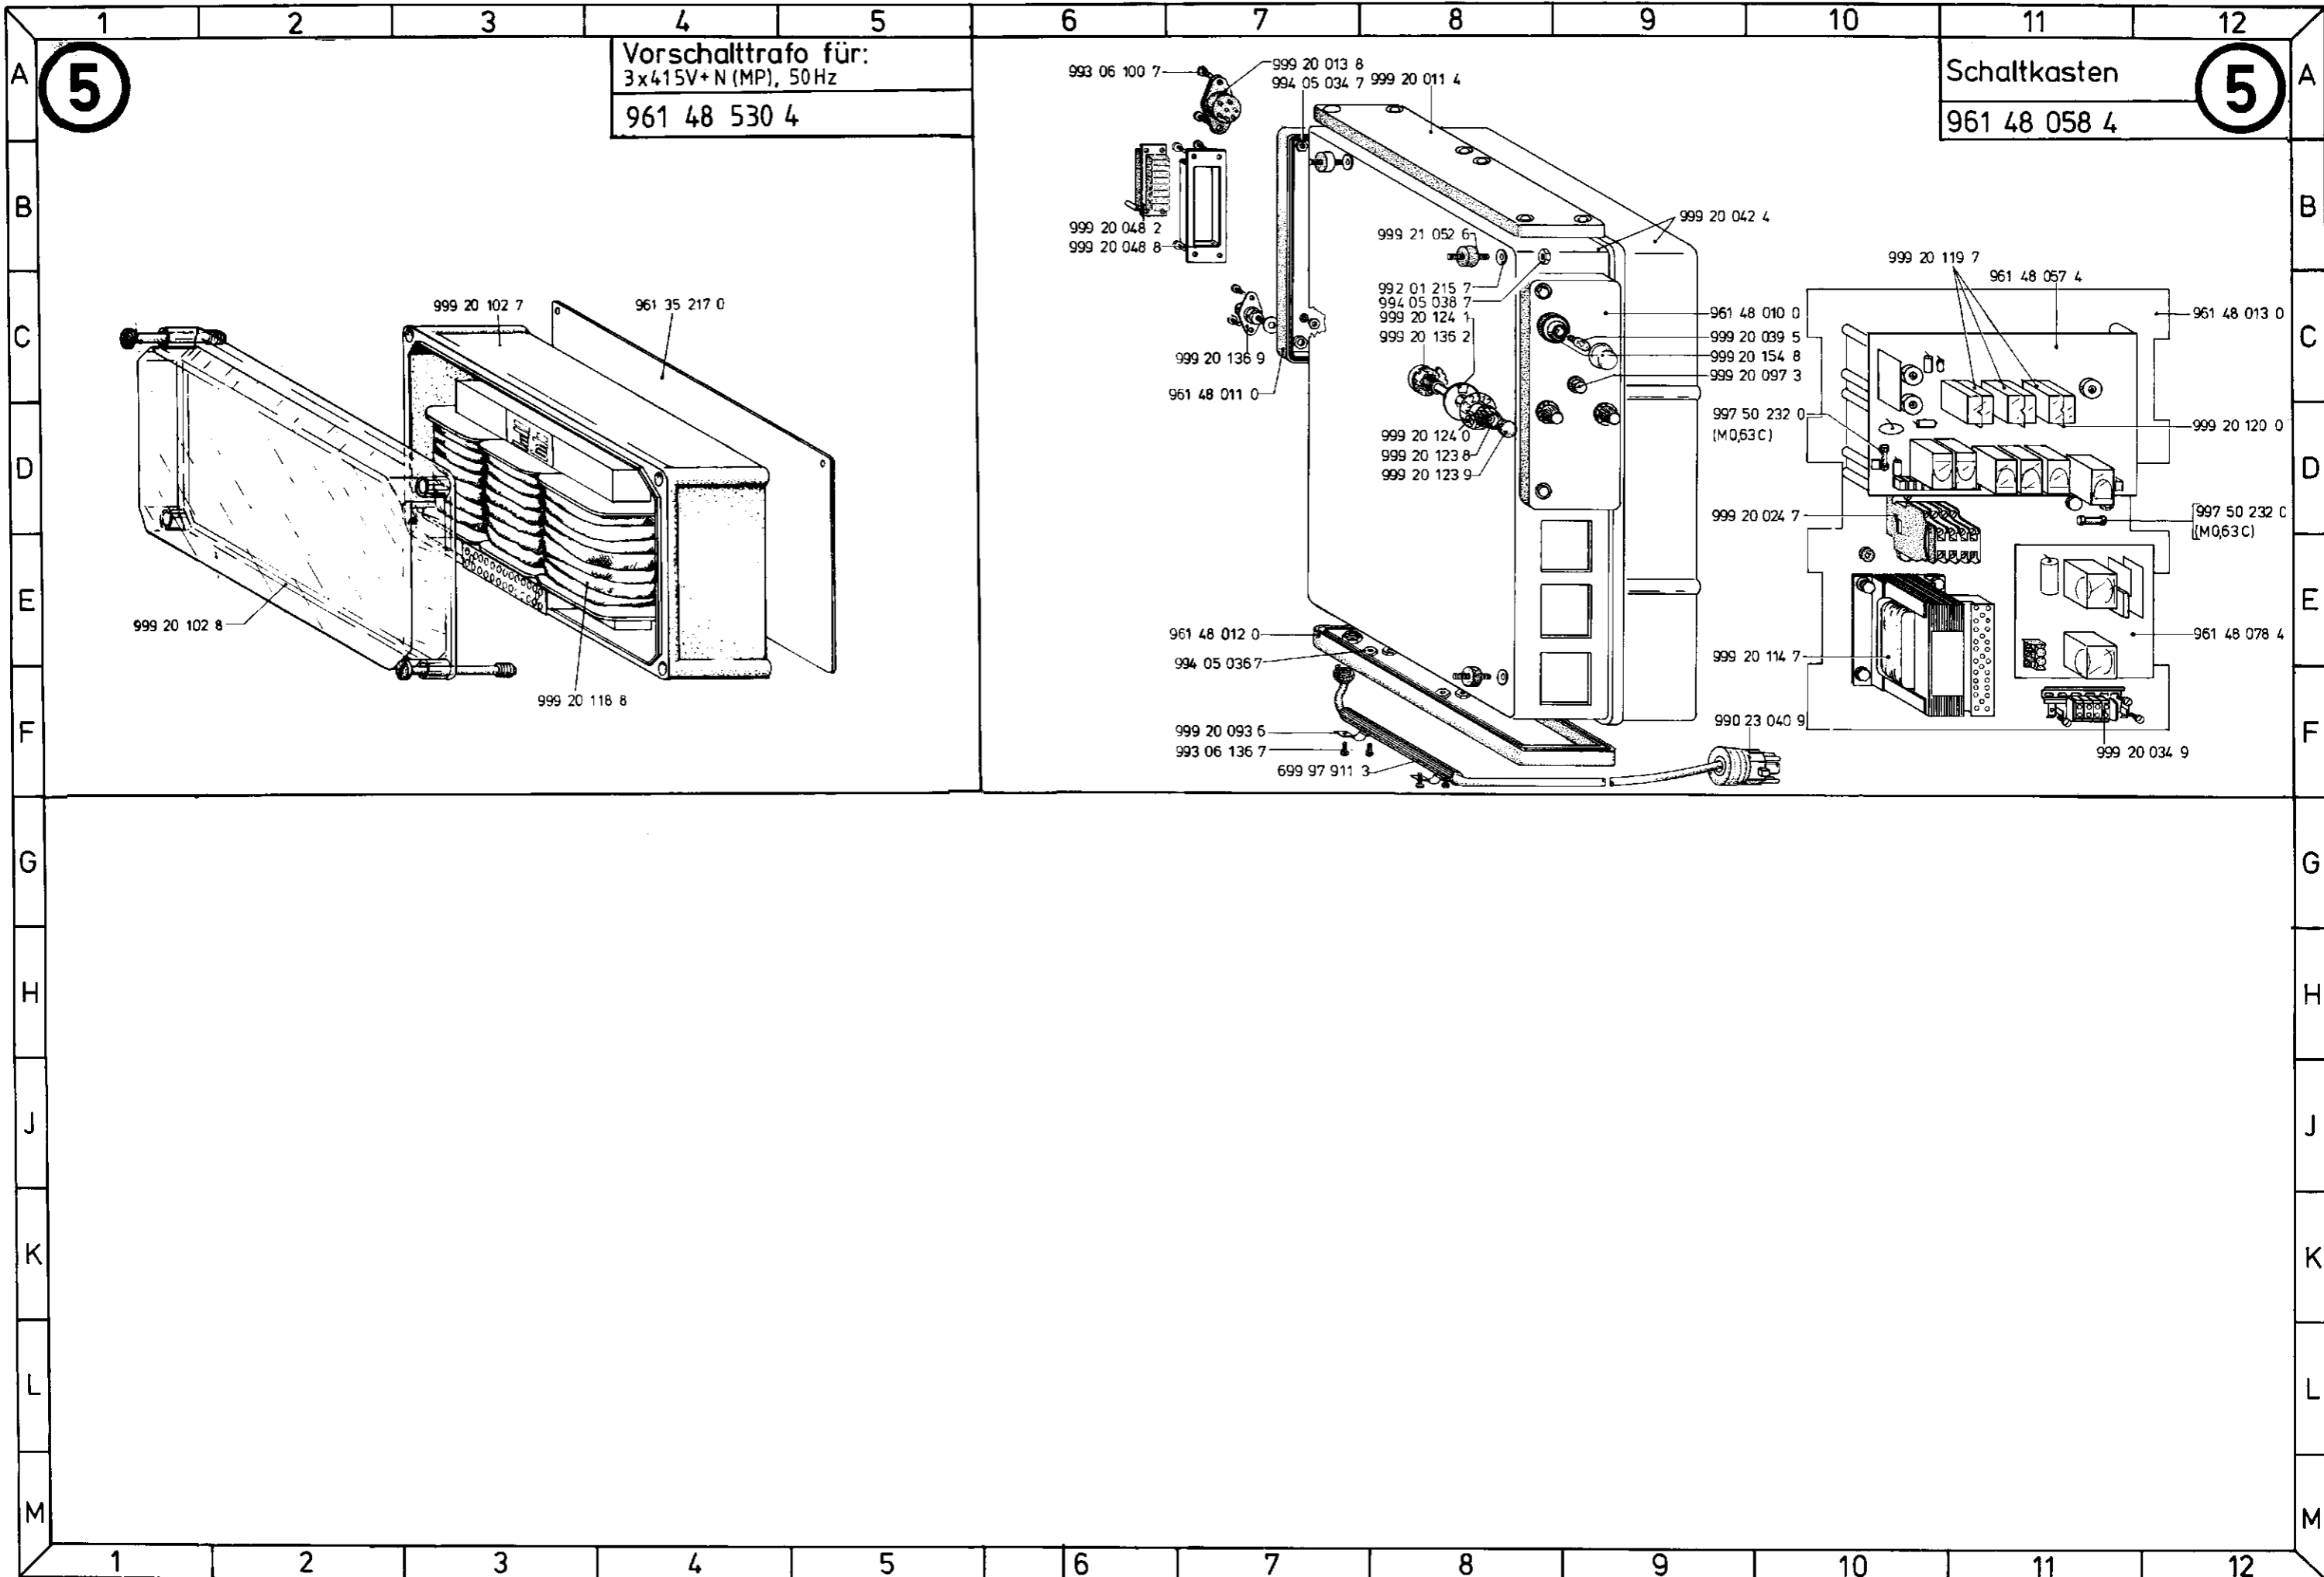 1 2 3 4 5 6 7 8 9 10 11 12
A
B
C
D
E
F
G
H
J
K
L
M
5
Vorschalttrafo für:
3x415V+N (MP), 50Hz
961 48 530 4
999 20 102 7
961 35 217 0
999 20 102 8
999 20 118 8
Schaltkasten
5
961 48 058 4
993 06 100 7
999 20 013 8
994 05 034 7
999 20 011 4
999 20 048 2
999 20 048 8
999 20 042 4
999 21 052 6
992 01 215 7
994 05 038 7
999 20 124 1
999 20 135 2
999 20 136 9
961 48 011 0
961 48 010 0
999 20 039 5
999 20 154 8
999 20 097 3
999 20 124 0
999 20 123 8
999 20 123 9
961 48 012 0
994 05 036 7
999 20 093 6
993 06 136 7
699 97 911 3
990 23 040 9
999 20 119 7
961 48 057 4
961 48 013 0
997 50 232 0
(M0,63C)
999 20 120 0
999 20 024 7
997 50 232 0
(M0,63C)
961 48 078 4
999 20 114 7
999 20 034 9
A
B
C
D
E
F
G
H
J
K
L
M
1 2 3 4 5 6 7 8 9 10 11 12